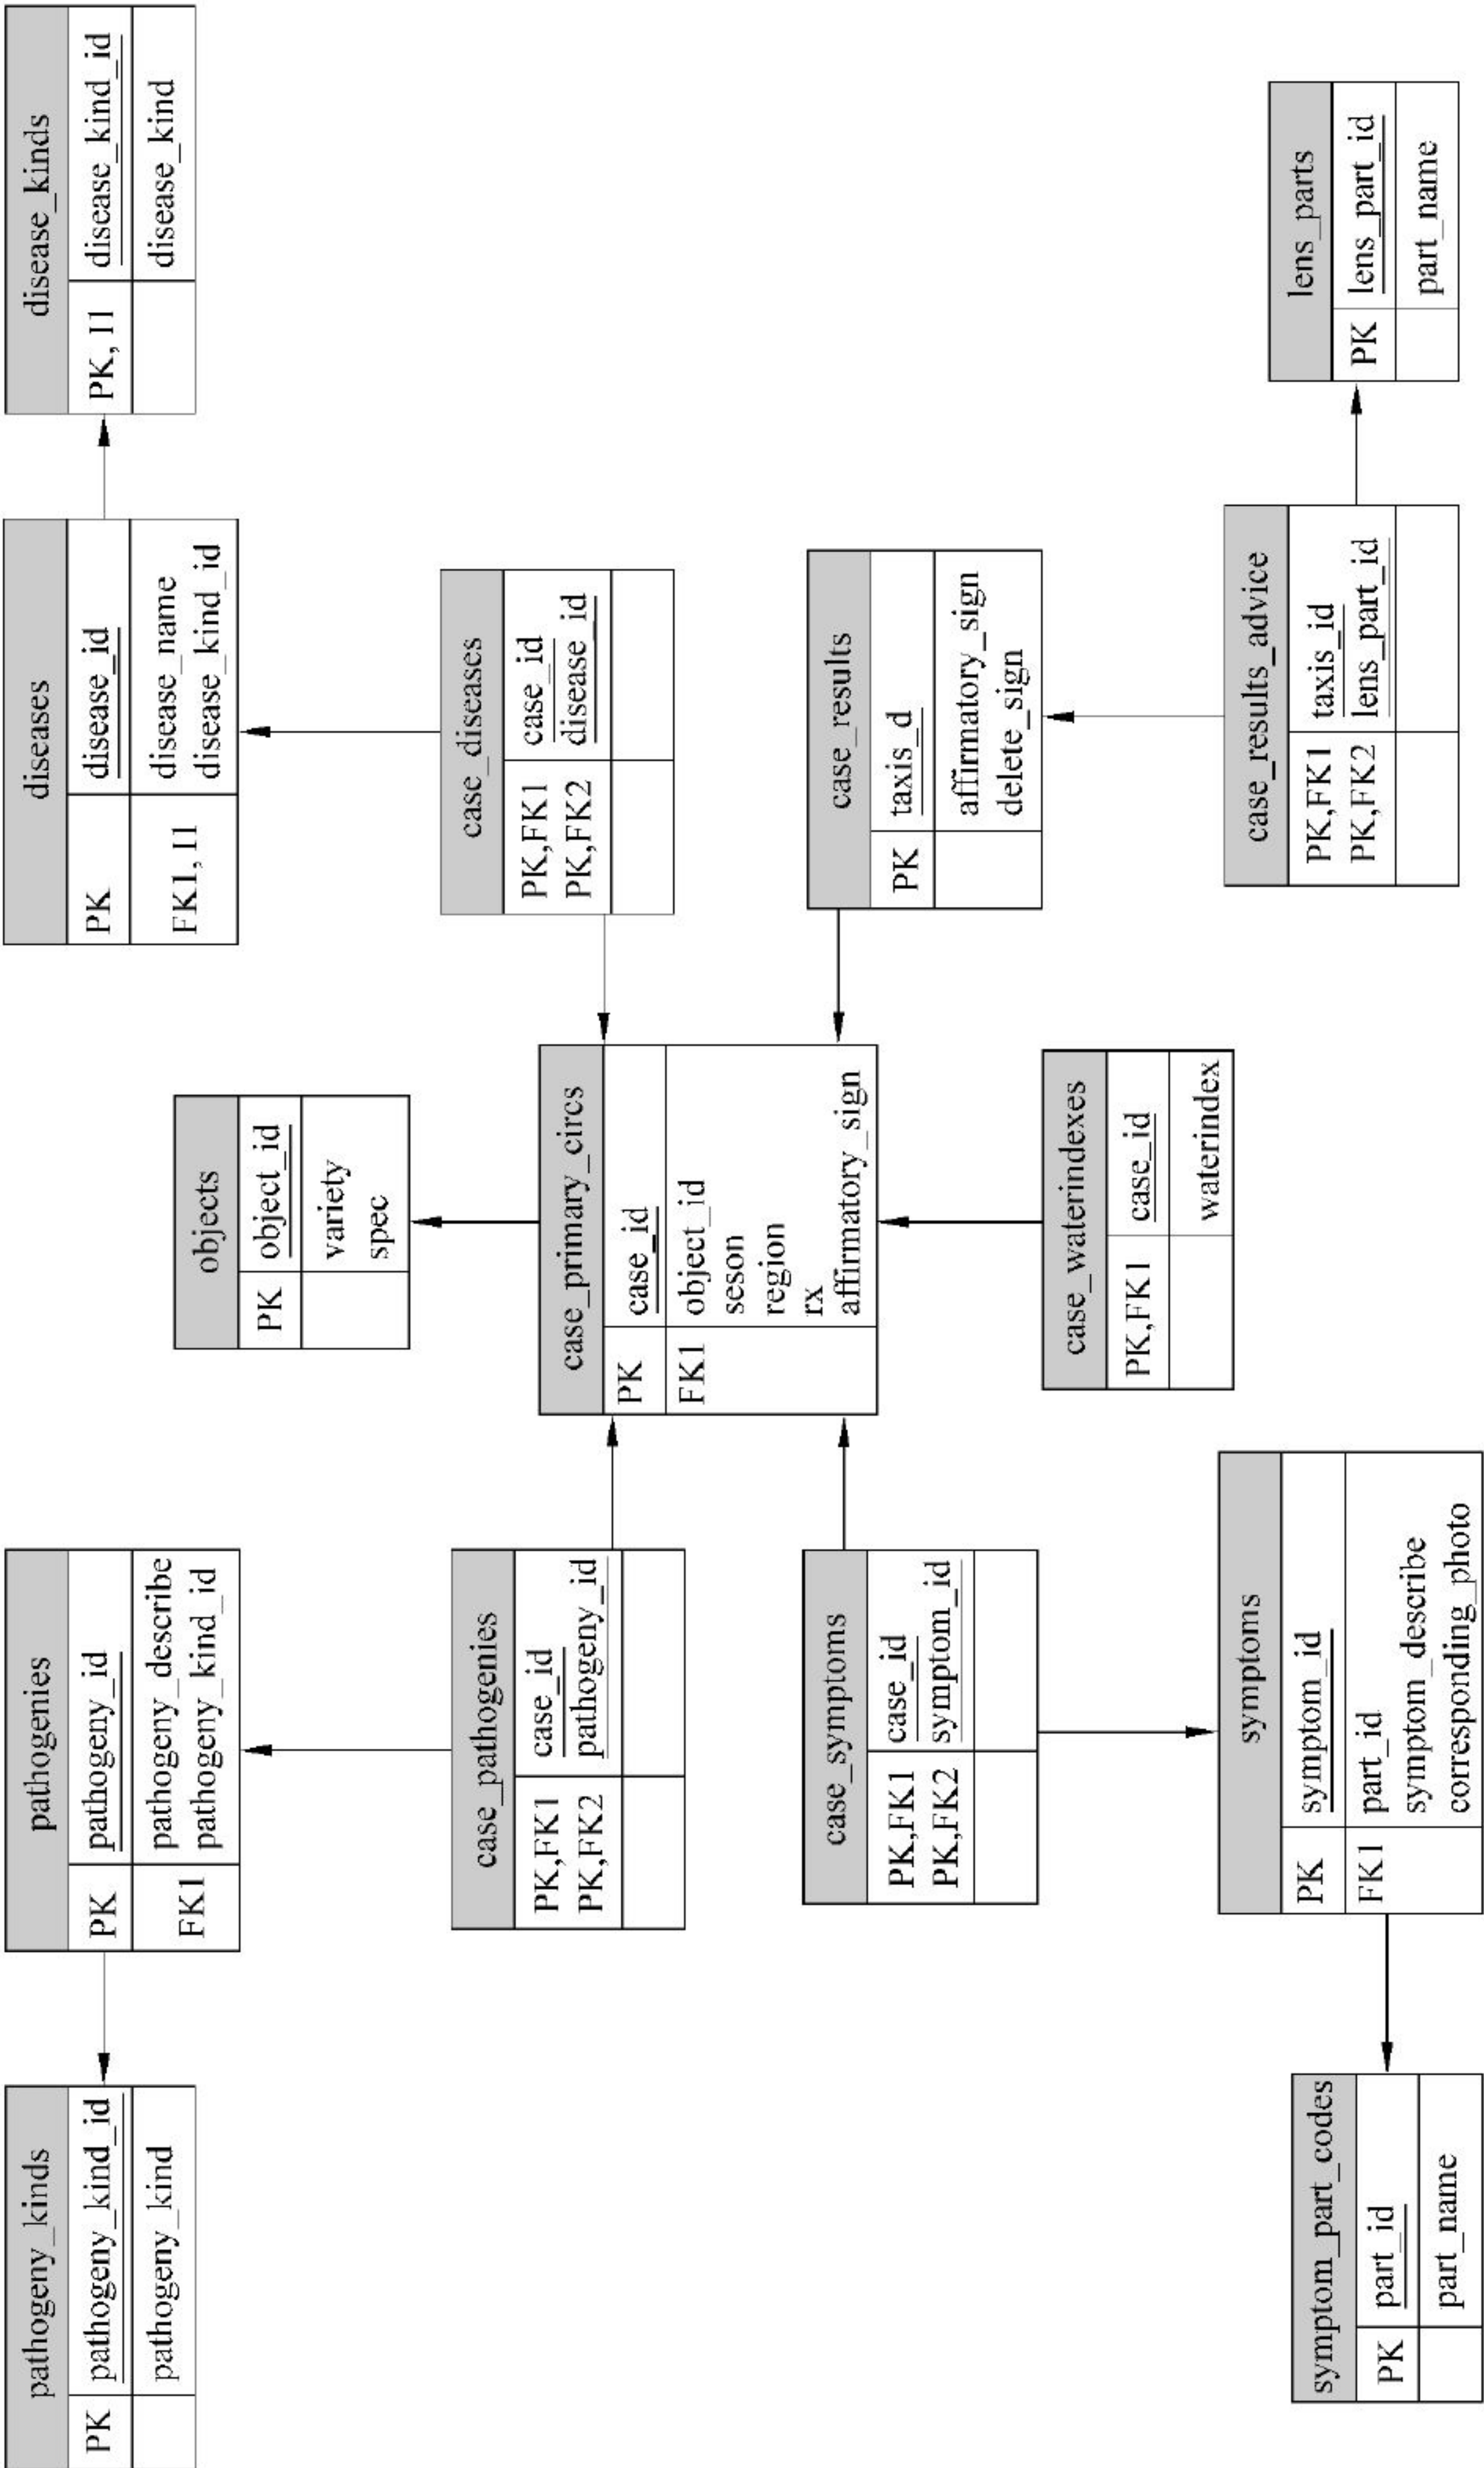 pathogeny_kinds
PK pathogeny_kind_id
pathogeny_kind
pathogenies
PK pathogeny_id
pathogeny_describe
FK1 pathogeny_kind_id
diseases
PK disease_id
disease_name
FK1, I1 disease_kind_id
disease_kinds
PK, I1 disease_kind_id
disease_kind
objects
PK object_id
variety
spec
case_pathogenies
PK,FK1 case_id
PK,FK2 pathogeny_id
case_primary_circs
PK case_id
FK1 object_id
seson
region
rx
affirmatory_sign
case_diseases
PK,FK1 case_id
PK,FK2 disease_id
case_symptoms
PK,FK1 case_id
PK,FK2 symptom_id
case_waterindexes
PK,FK1 case_id
waterindex
case_results
PK taxis_d
affirmatory_sign
delete_sign
symptom_part_codes
PK part_id
part_name
symptoms
PK symptom_id
FK1 part_id
symptom_describe
corresponding_photo
case_results_advice
PK,FK1 taxis_id
PK,FK2 lens_part_id
lens_parts
PK lens_part_id
part_name